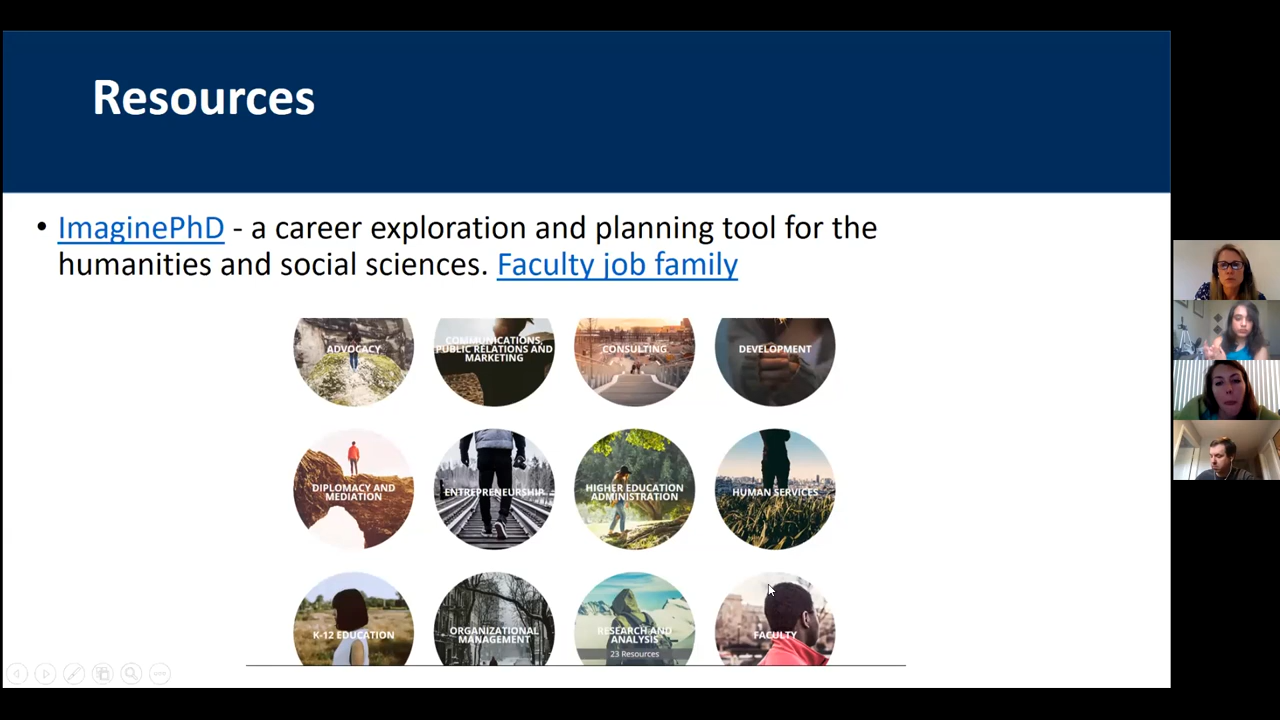 Resources
• ImaginePhD - a career exploration and planning tool for the
humanities and social sciences. Faculty job family
ADVOCACY
COMMUNICATIONS,
PUBLIC RELATIONS AND
MARKETING
CONSULTING
DEVELOPMENT
DIPLOMACY AND
MEDIATION
ENTREPRENEURSHIP
HIGHER EDUCATION
ADMINISTRATION
HUMAN SERVICES
K-12 EDUCATION
ORGANIZATIONAL
MANAGEMENT
RESEARCH AND
ANALYSIS
23 Resources
FACULTY